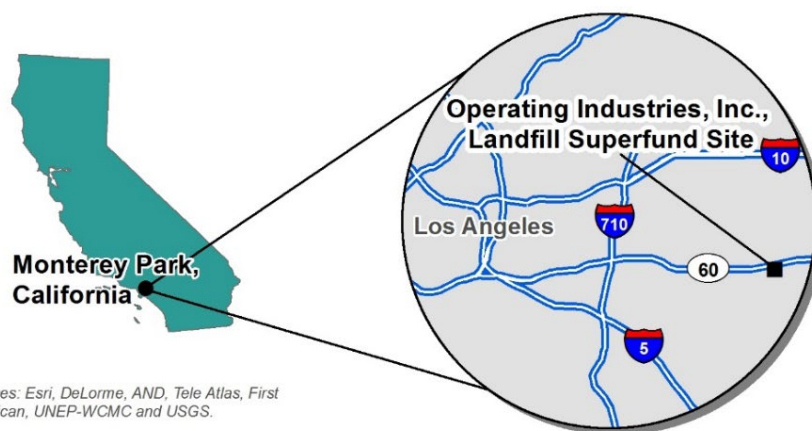 Operating Industries, Inc.,
Landfill Superfund Site
10
Los Angeles
710
60
Monterey Park,
California
5
es: Esri, DeLorme, AND, Tele Atlas, First
can, UNEP-WCMC and USGS.